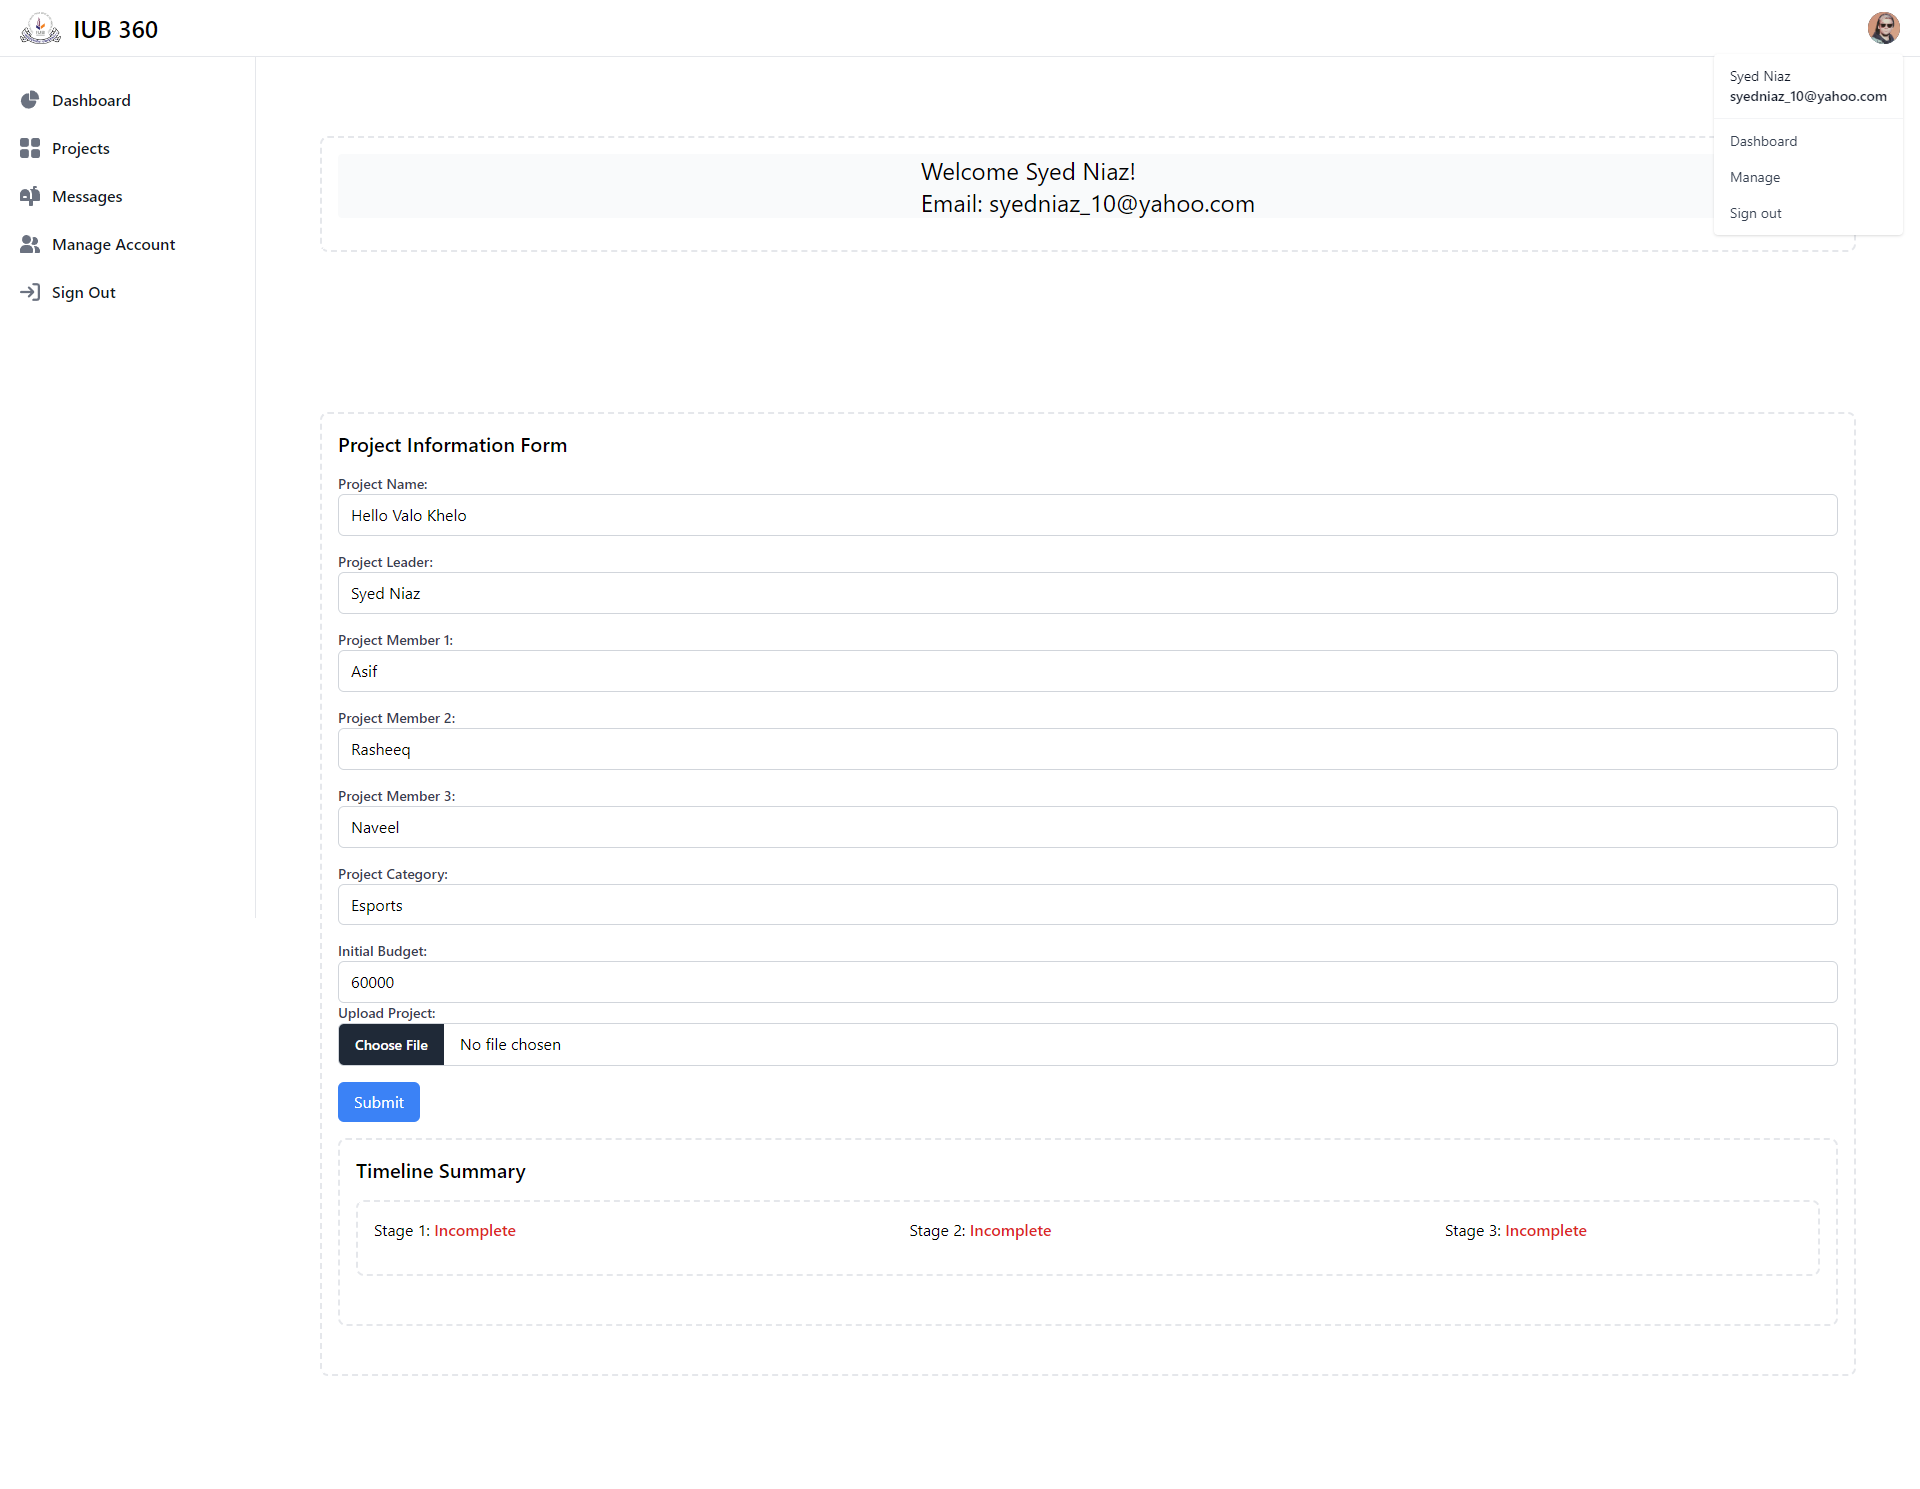 IUB 360
Dashboard
Projects
Messages
Manage Account
Sign Out
Syed Niaz
syedniaz_10@yahoo.com
Dashboard
Manage
Sign out
Welcome Syed Niaz!
Email: syedniaz_10@yahoo.com
Project Information Form
Project Name:
Hello Valo Khelo
Project Leader:
Syed Niaz
Project Member 1:
Asif
Project Member 2:
Rasheeq
Project Member 3:
Naveel
Project Category:
Esports
Initial Budget:
60000
Upload Project:
Choose File No file chosen
Submit
Timeline Summary
Stage 1: Incomplete Stage 2: Incomplete Stage 3: Incomplete